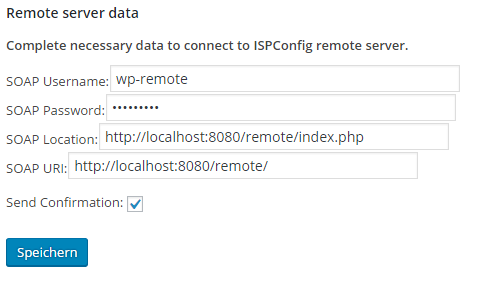 Remote server data
Complete necessary data to connect to ISPConfig remote server.
SOAP Username: wp-remote
SOAP Password: •••••••••
SOAP Location: http://localhost:8080/remote/index.php
SOAP URI: http://localhost:8080/remote/
Send Confirmation:
Speichern